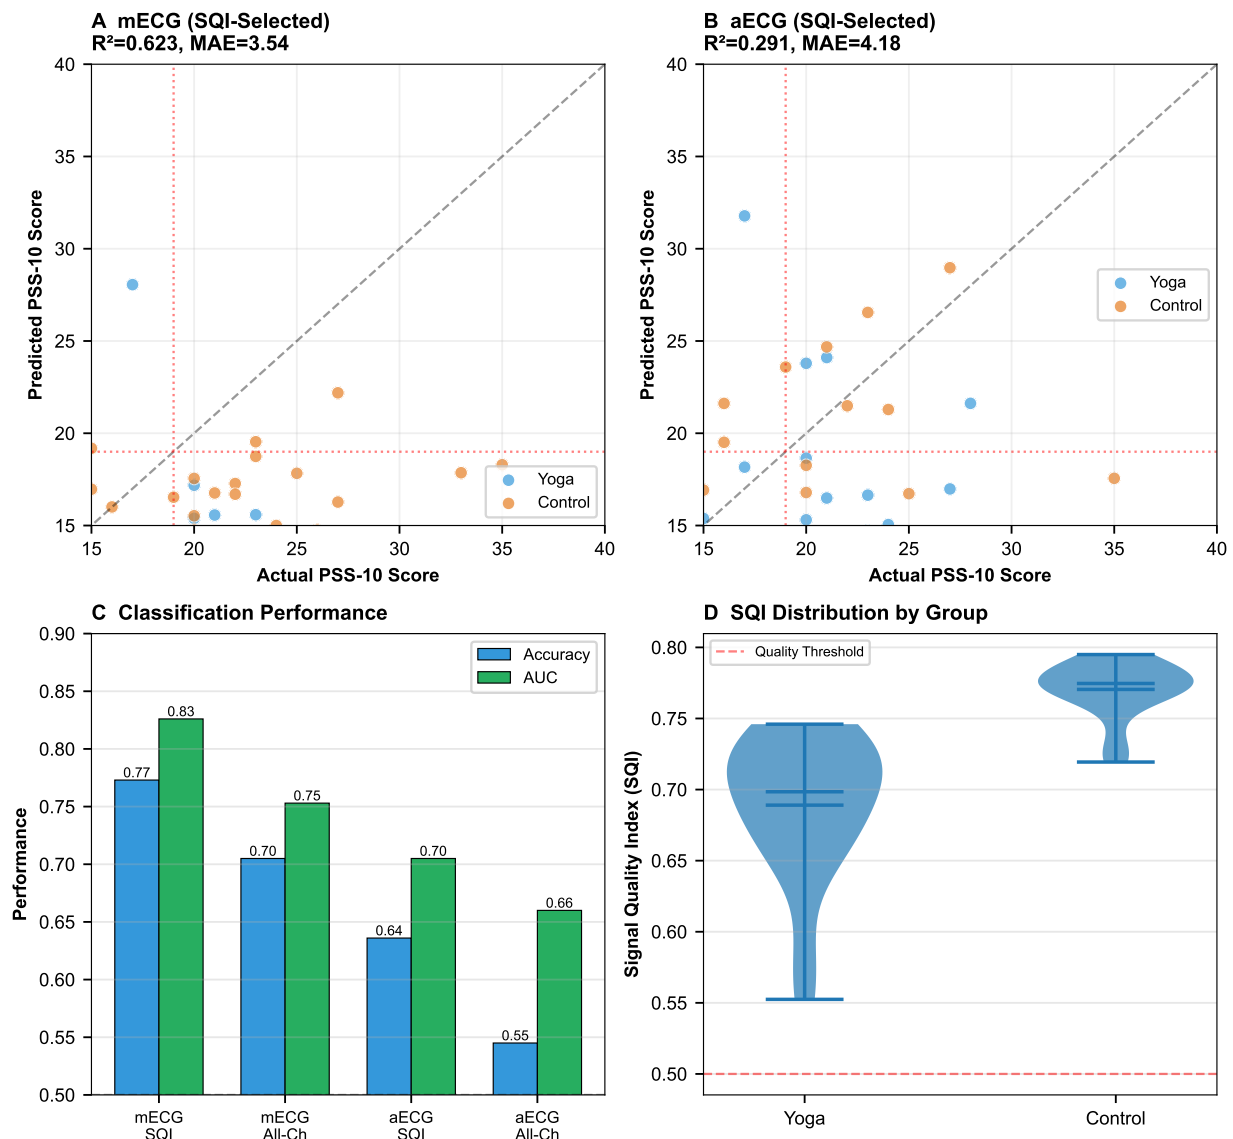 A mECG (SQI-Selected)
R²=0.623, MAE=3.54
40
35
30
25
20
15
Predicted PSS-10 Score
Yoga
Control
15
20
25
30
35
40
Actual PSS-10 Score
B aECG (SQI-Selected)
R²=0.291, MAE=4.18
40
35
30
25
20
15
Predicted PSS-10 Score
Yoga
Control
15
20
25
30
35
40
Actual PSS-10 Score
C Classification Performance
0.90
0.85
0.80
0.75
0.70
0.65
0.60
0.55
0.50
Performance
Accuracy
AUC
0.77
0.83
0.70
0.75
0.64
0.70
0.55
0.66
mECG
SQI
mECG
All-Ch
aECG
SQI
aECG
All-Ch
D SQI Distribution by Group
0.80
0.75
0.70
0.65
0.60
0.55
0.50
Signal Quality Index (SQI)
Quality Threshold
Yoga
Control